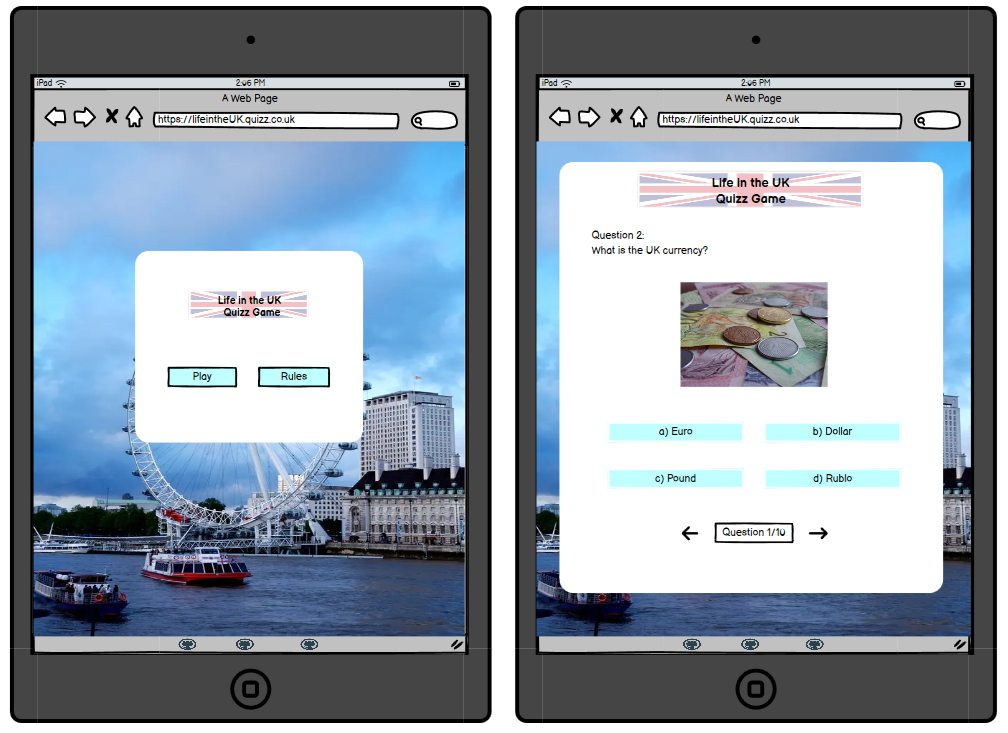 iPad
2:06 PM
A Web Page
https://lifeintheUK.quizz.co.uk
Life in the UK
Quizz Game
Play
Rules
iPad
2:06 PM
A Web Page
https://lifeintheUK.quizz.co.uk
Life in the UK
Quizz Game
Question 2:
What is the UK currency?
a) Euro
b) Dollar
c) Pound
d) Rublo
Question 1/10